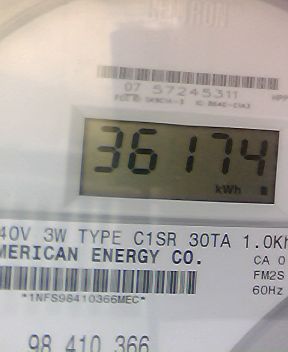 07 57245311
36174
kWh
40V 3W TYPE C1SR 30TA 1.0Kh
MERICAN ENERGY CO.
CA 0
FM2S
60Hz
*1NFS98410366MEC*
98 410 366